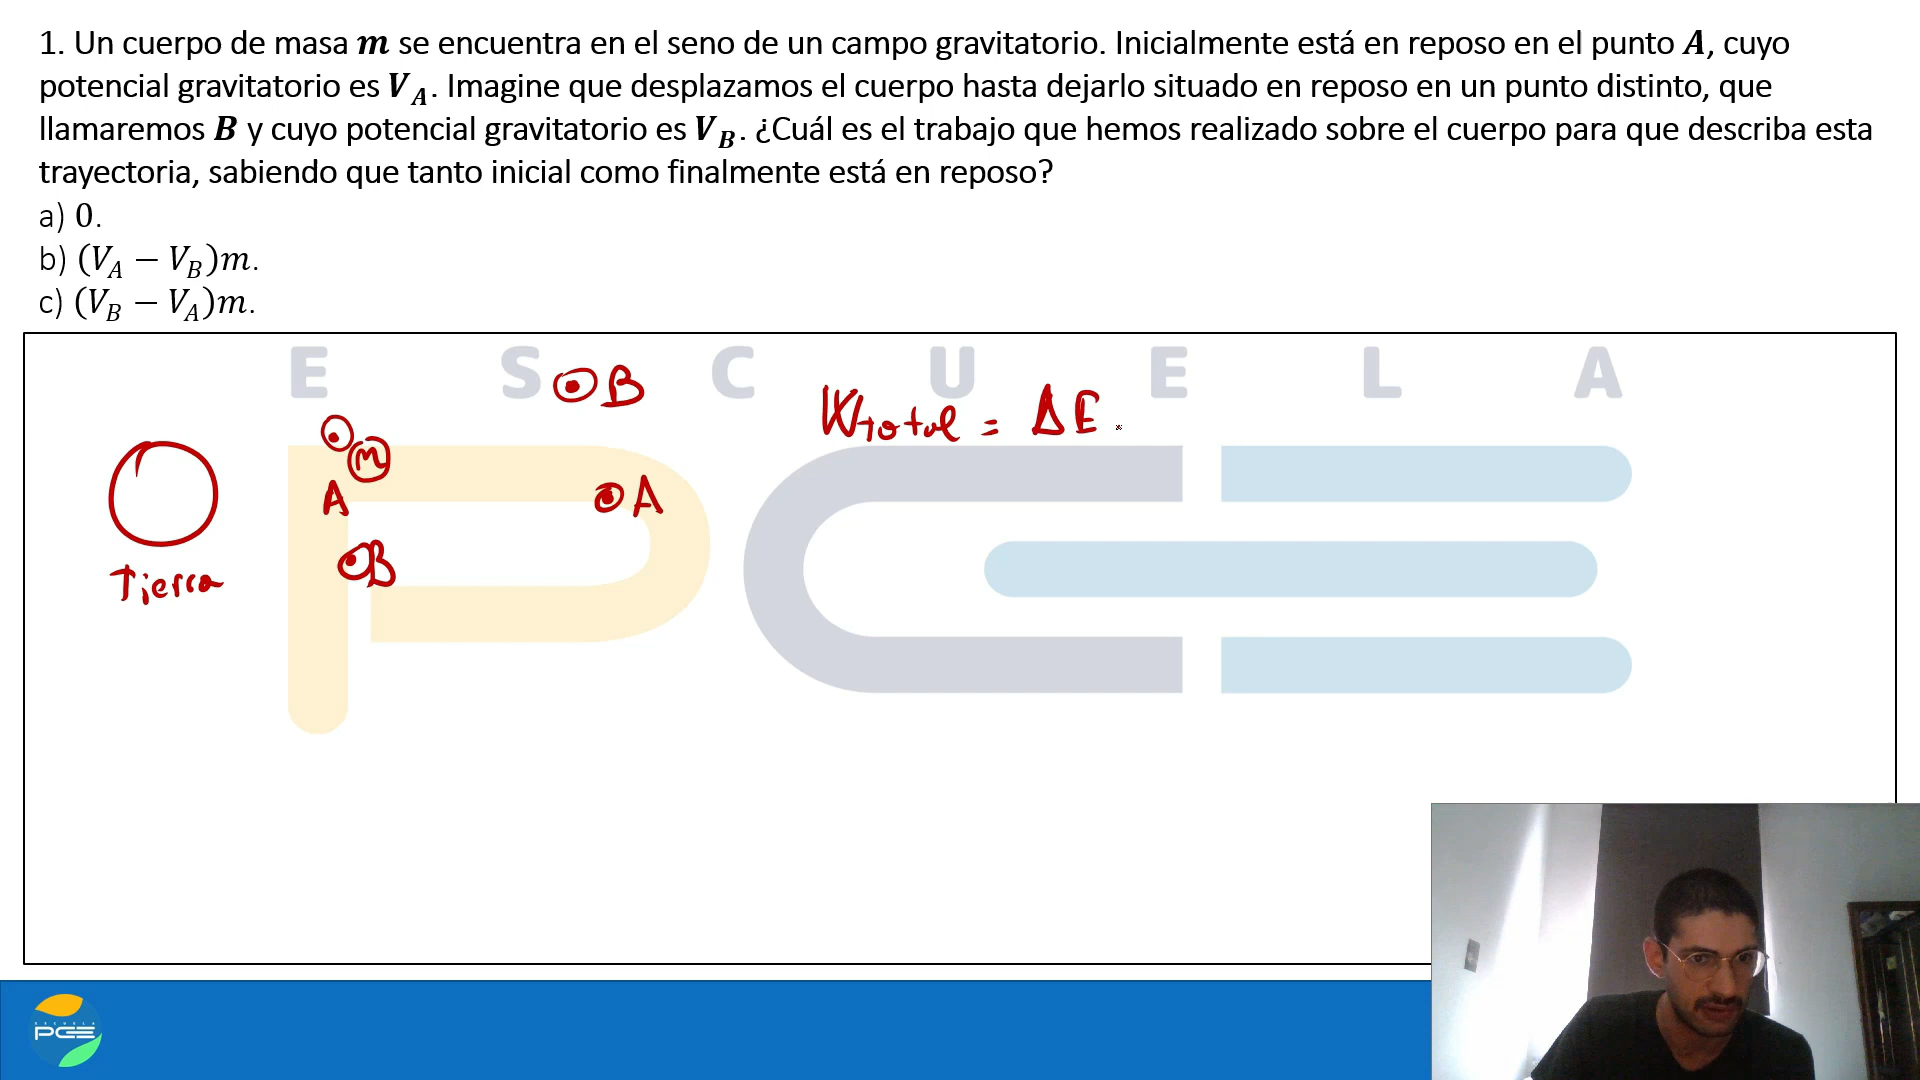 1. Un cuerpo de masa m se encuentra en el seno de un campo gravitatorio. Inicialmente está en reposo en el punto A, cuyo
potencial gravitatorio es V_A. Imagine que desplazamos el cuerpo hasta dejarlo situado en reposo en un punto distinto, que
llamaremos B y cuyo potencial gravitatorio es V_B. ¿Cuál es el trabajo que hemos realizado sobre el cuerpo para que describa esta
trayectoria, sabiendo que tanto inicial como finalmente está en reposo?
a) 0.
b) (V_A − V_B)m.
c) (V_B − V_A)m.
E S C U E L A
B
W total = ΔE
m
A
A
B
Tierra
ESCUELA
PCE